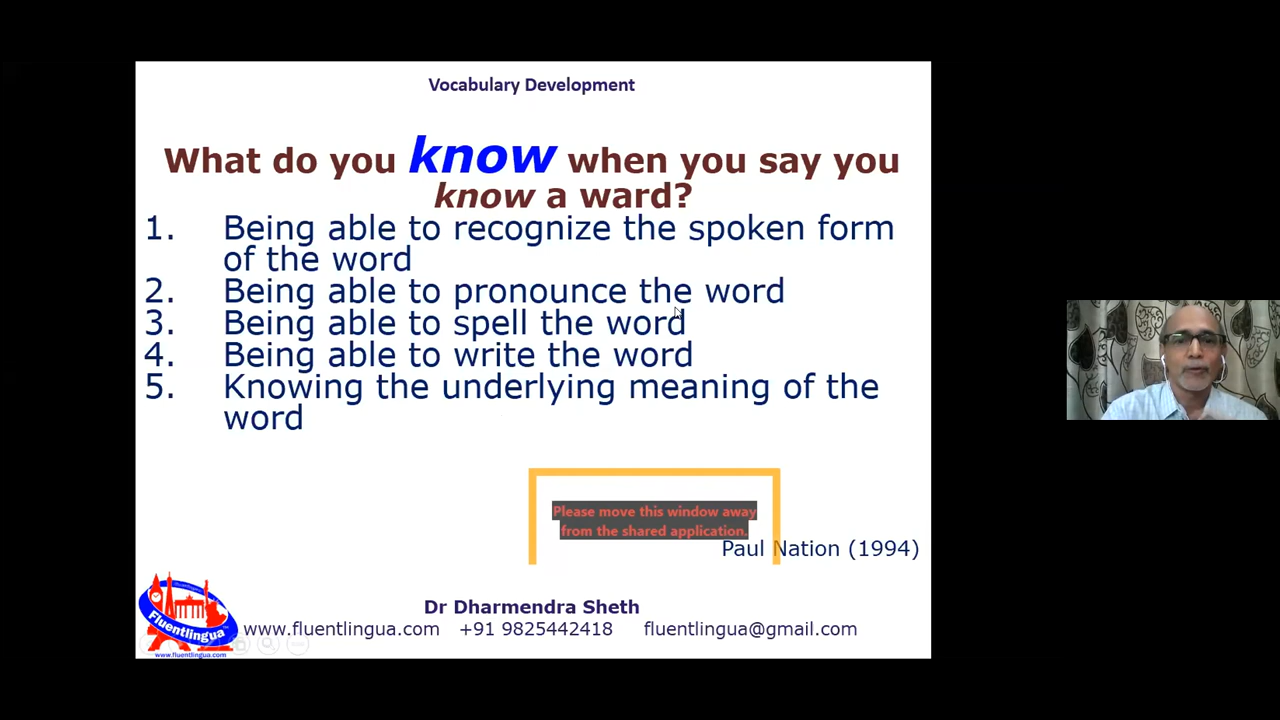 Vocabulary Development
What do you know when you say you
know a ward?
1. Being able to recognize the spoken form
of the word
2. Being able to pronounce the word
3. Being able to spell the word
4. Being able to write the word
5. Knowing the underlying meaning of the
word
Please move this window away
from the shared application.
Paul Nation (1994)
Dr Dharmendra Sheth
Fluentlingua
www.fluentlingua.com +91 9825442418 fluentlingua@gmail.com
www.fluentlingua.com